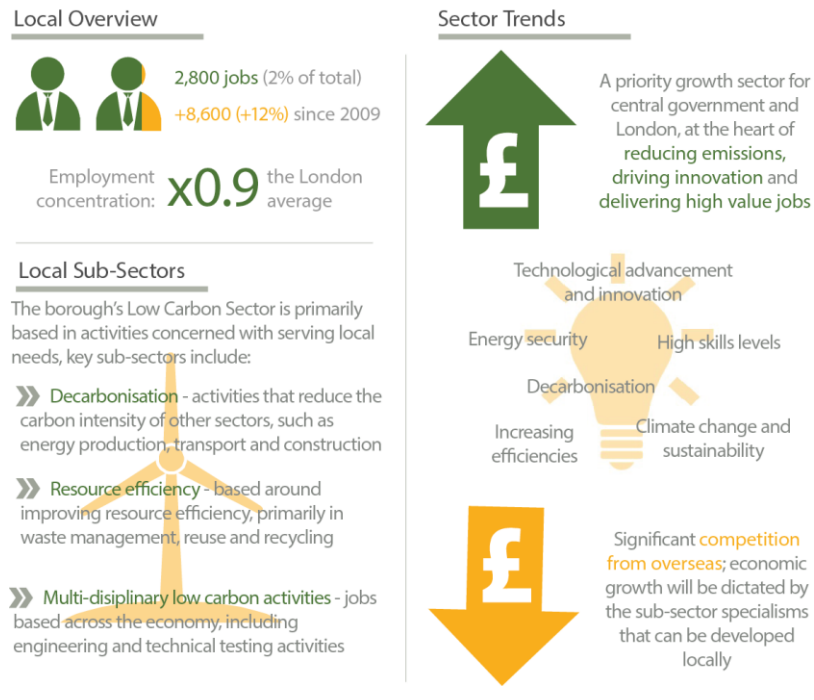 Local Overview
2,800 jobs (2% of total)
+8,600 (+12%) since 2009
Employment
concentration:
x0.9
the London
average
Local Sub-Sectors
The borough's Low Carbon Sector is primarily
based in activities concerned with serving local
needs, key sub-sectors include:
Decarbonisation - activities that reduce the
carbon intensity of other sectors, such as
energy production, transport and construction
Resource efficiency - based around
improving resource efficiency, primarily in
waste management, reuse and recycling
Multi-disiplinary low carbon activities - jobs
based across the economy, including
engineering and technical testing activities
Sector Trends
£
A priority growth sector for
central government and
London, at the heart of
reducing emissions,
driving innovation and
delivering high value jobs
Technological advancement
and innovation
Energy security
High skills levels
Decarbonisation
Increasing
efficiencies
Climate change and
sustainability
£
Significant competition
from overseas; economic
growth will be dictated by
the sub-sector specialisms
that can be developed
locally